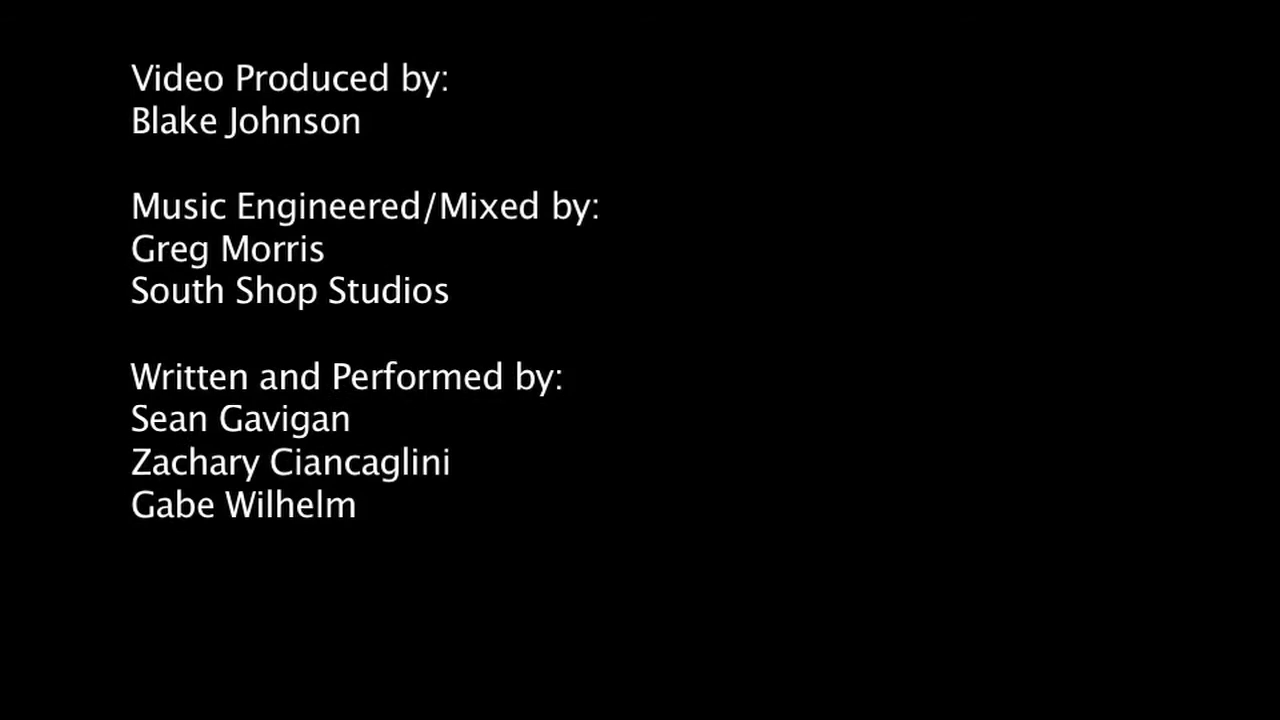 Video Produced by:
Blake Johnson
Music Engineered/Mixed by:
Greg Morris
South Shop Studios
Written and Performed by:
Sean Gavigan
Zachary Ciancaglini
Gabe Wilhelm